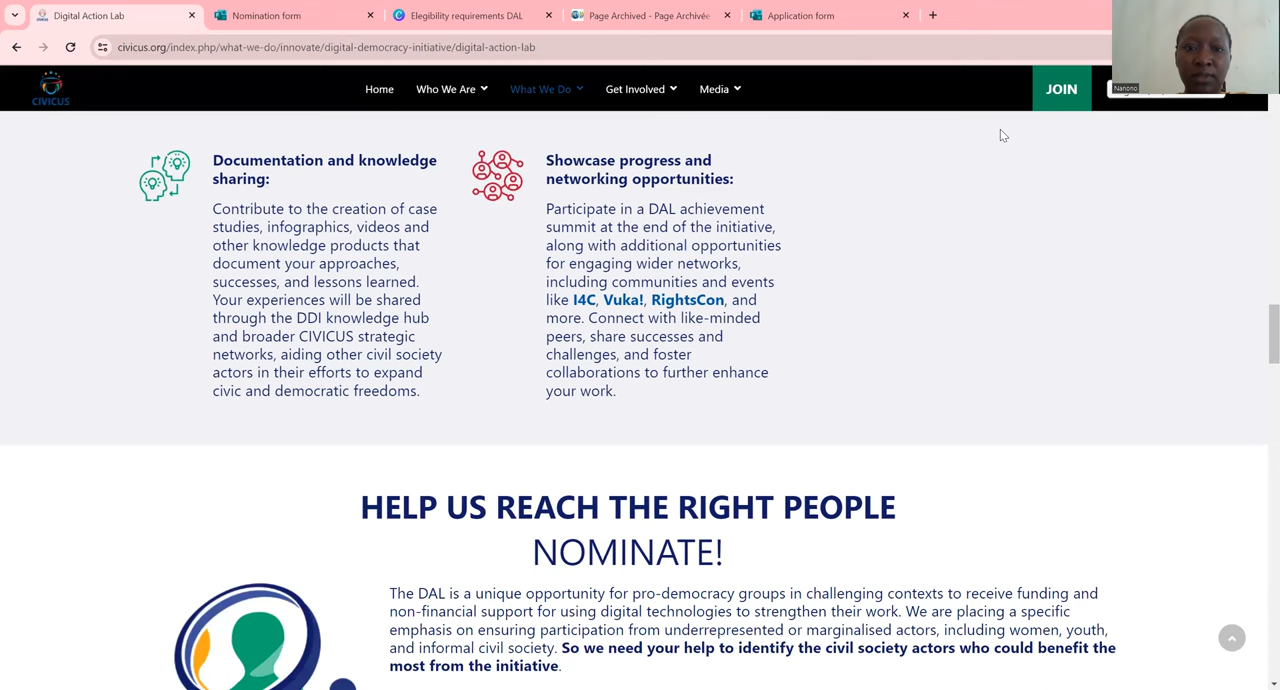 Digital Action Lab
Nomination form
Elegibility requirements DAL
Page Archived - Page Archivée
Application form
civicus.org/index.php/what-we-do/innovate/digital-democracy-initiative/digital-action-lab
CIVICUS
Home
Who We Are
What We Do
Get Involved
Media
JOIN
Nanono
Documentation and knowledge
sharing:
Contribute to the creation of case
studies, infographics, videos and
other knowledge products that
document your approaches,
successes, and lessons learned.
Your experiences will be shared
through the DDI knowledge hub
and broader CIVICUS strategic
networks, aiding other civil society
actors in their efforts to expand
civic and democratic freedoms.
Showcase progress and
networking opportunities:
Participate in a DAL achievement
summit at the end of the initiative,
along with additional opportunities
for engaging wider networks,
including communities and events
like I4C, Vuka!, RightsCon, and
more. Connect with like-minded
peers, share successes and
challenges, and foster
collaborations to further enhance
your work.
HELP US REACH THE RIGHT PEOPLE
NOMINATE!
The DAL is a unique opportunity for pro-democracy groups in challenging contexts to receive funding and
non-financial support for using digital technologies to strengthen their work. We are placing a specific
emphasis on ensuring participation from underrepresented or marginalised actors, including women, youth,
and informal civil society. So we need your help to identify the civil society actors who could benefit the
most from the initiative.